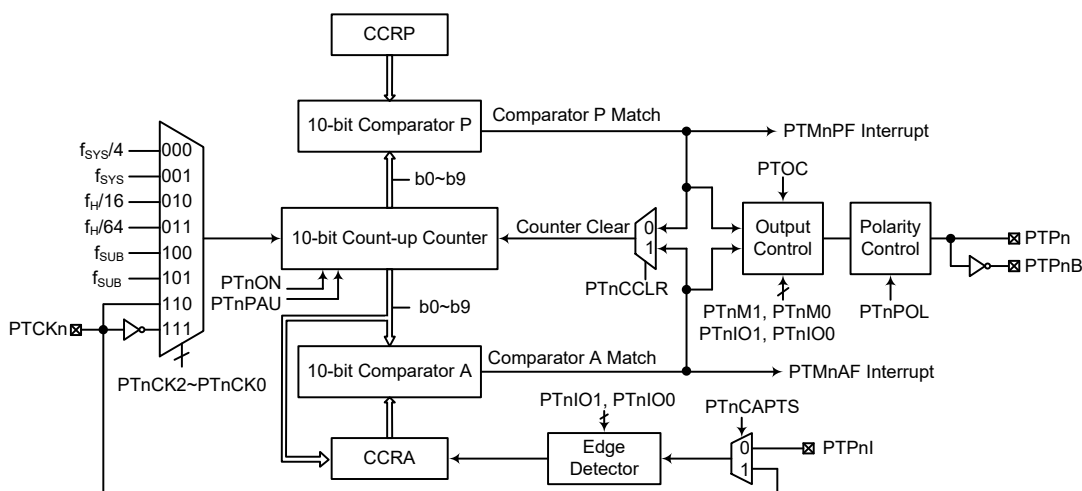 CCRP
10-bit Comparator P
Comparator P Match
PTMnPF Interrupt
fSYS/4
000
fSYS
001
fH/16
010
fH/64
011
fSUB
100
fSUB
101
110
111
PTCKn
PTnCK2~PTnCK0
b0~b9
10-bit Count-up Counter
Counter Clear
0
1
PTnCCLR
PTnON
PTnPAU
b0~b9
PTOC
Output
Control
Polarity
Control
PTPn
PTPnB
PTnM1, PTnM0
PTnIO1, PTnIO0
PTnPOL
10-bit Comparator A
Comparator A Match
PTMnAF Interrupt
PTnIO1, PTnIO0
PTnCAPTS
CCRA
Edge
Detector
0
1
PTPnI